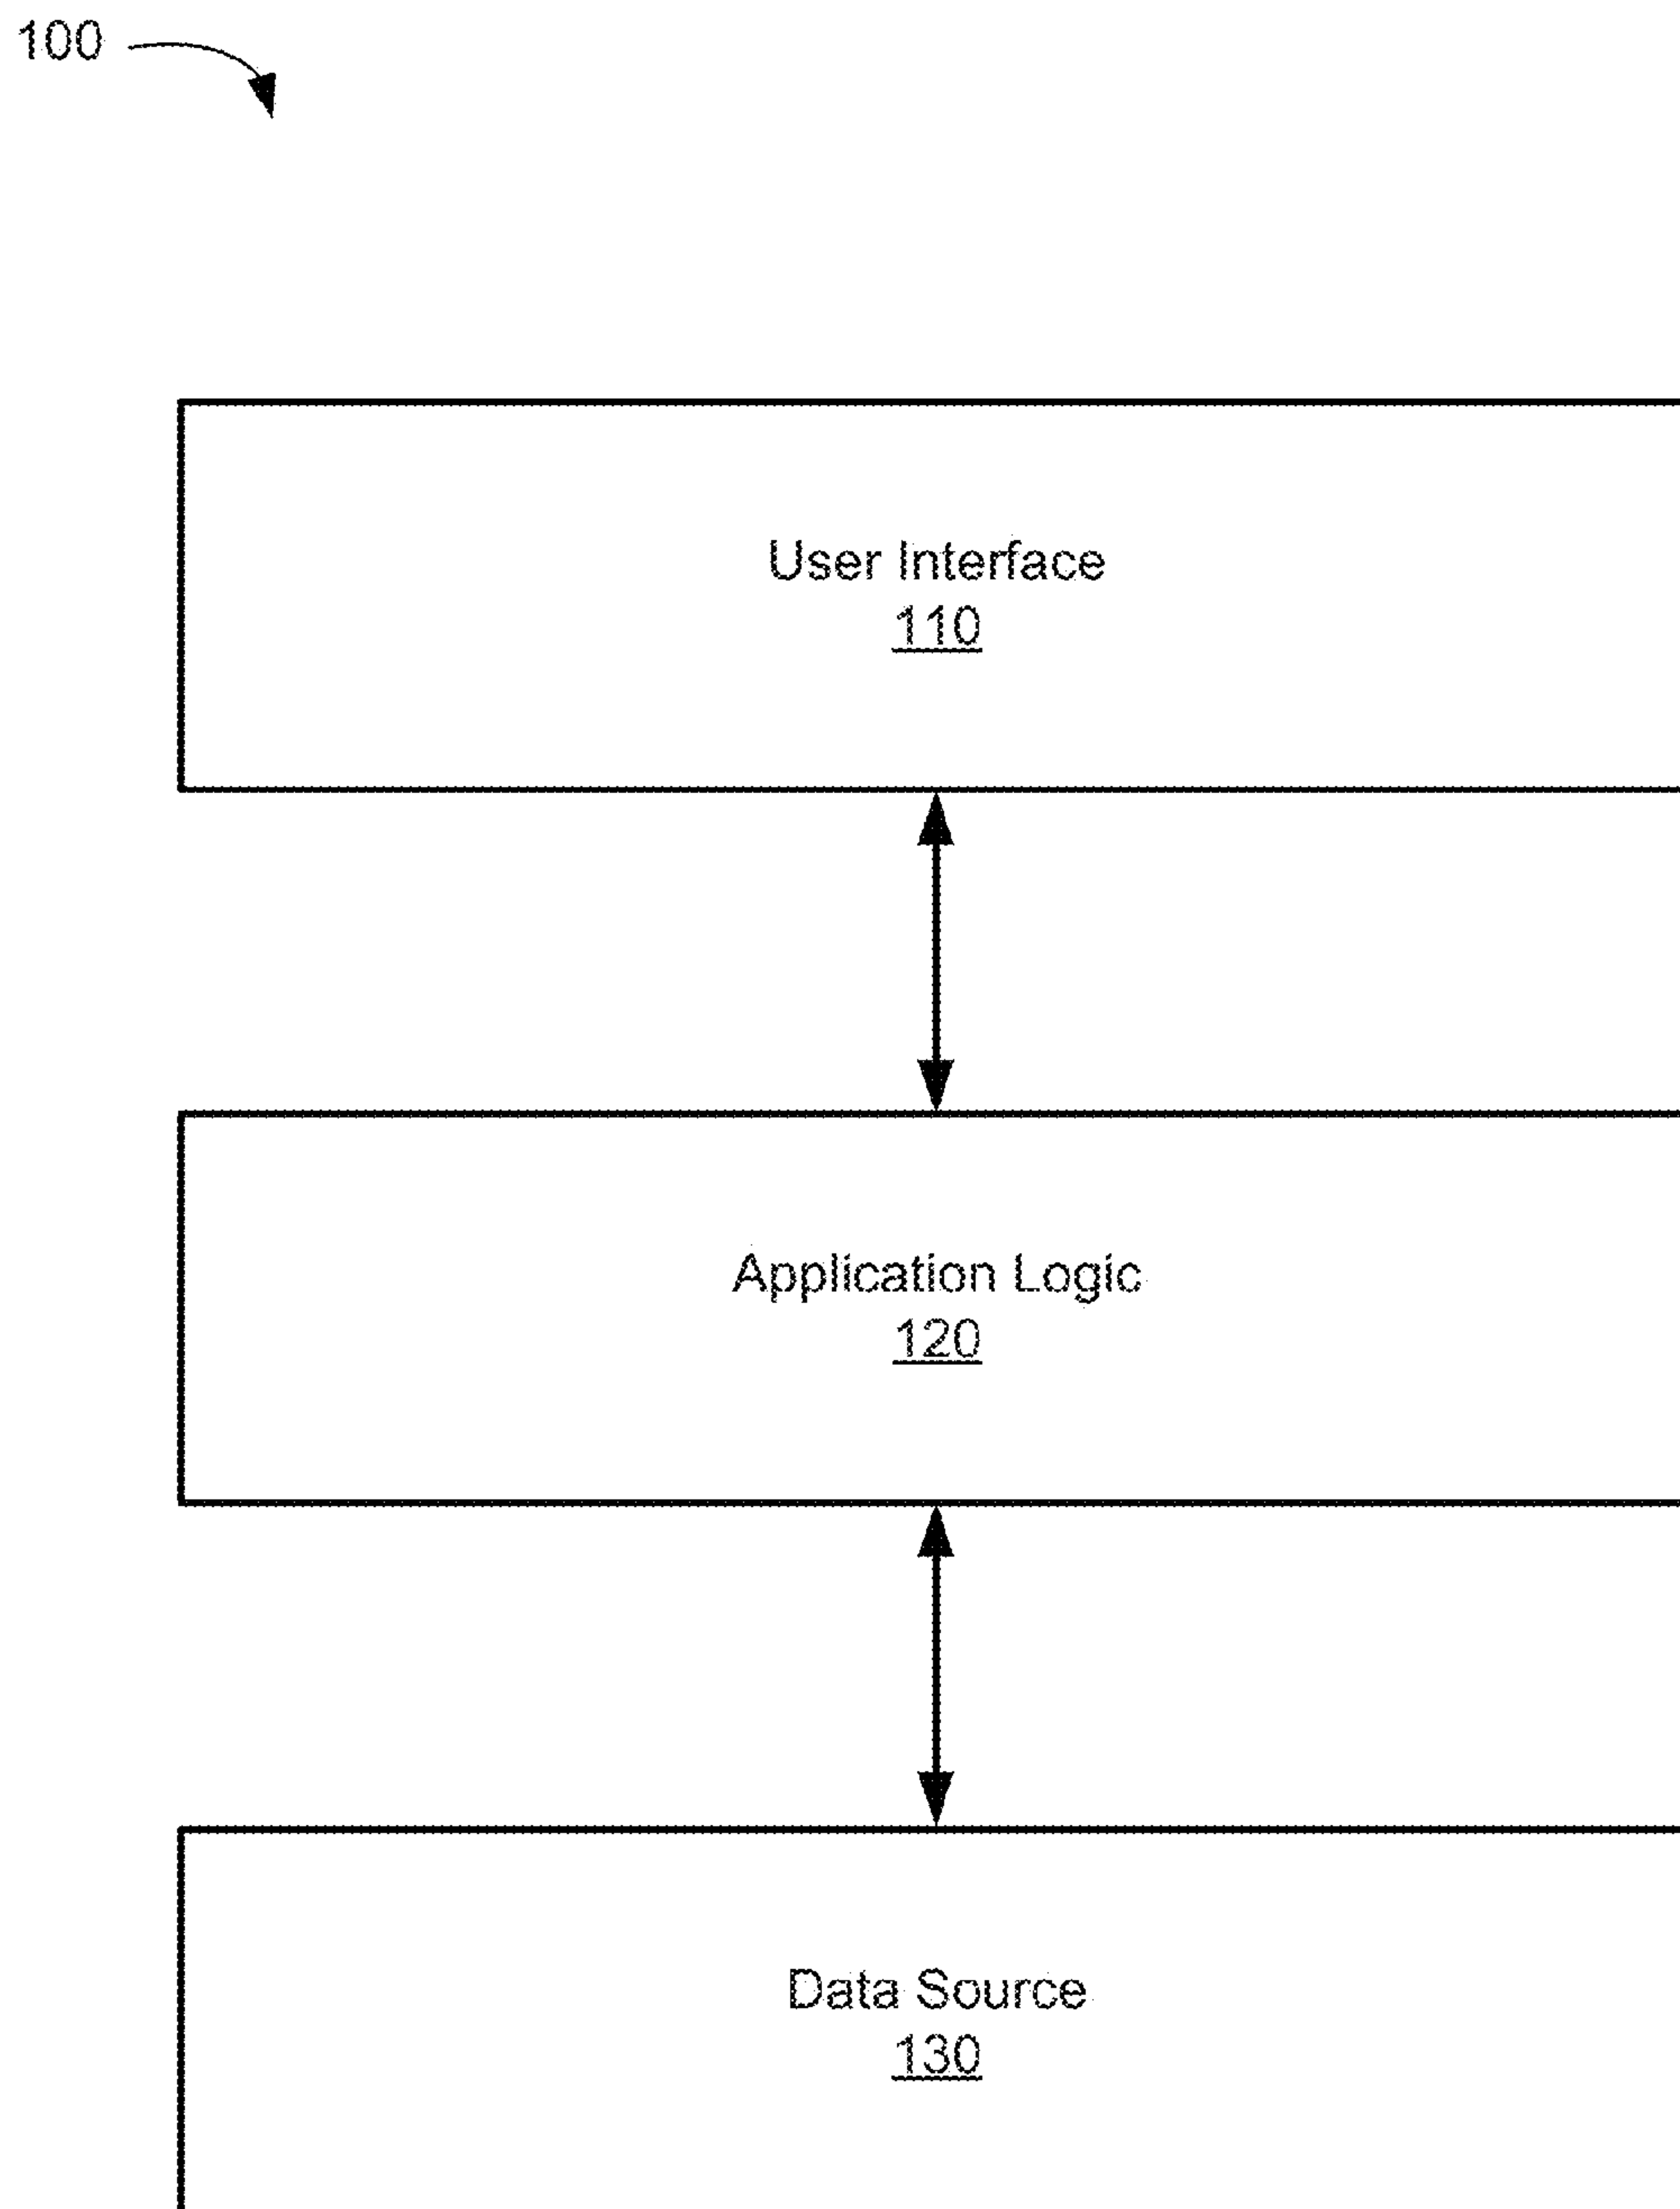 100
User Interface
110
Application Logic
120
Data Source
130